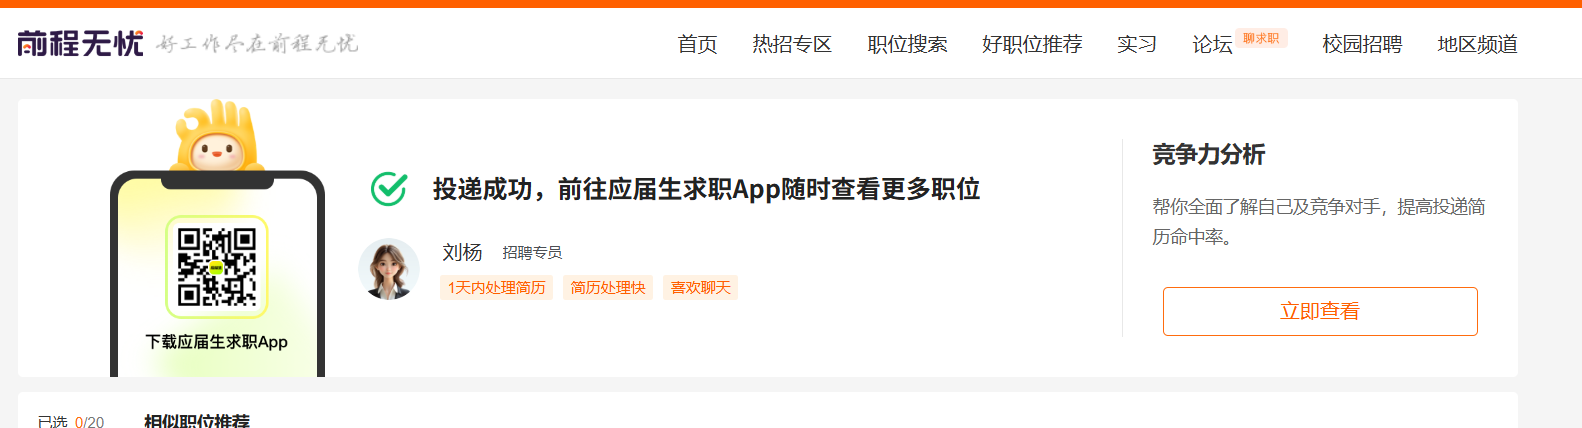 前程无忧 好工作尽在前程无忧 首页 热招专区 职位搜索 好职位推荐 实习 论坛 聊求职 校园招聘 地区频道
下载应届生求职App
投递成功，前往应届生求职App随时查看更多职位
刘杨 招聘专员
1天内处理简历 简历处理快 喜欢聊天
竞争力分析
帮你全面了解自己及竞争对手，提高投递简
历命中率。
立即查看
已选 0/20 相似职位推荐